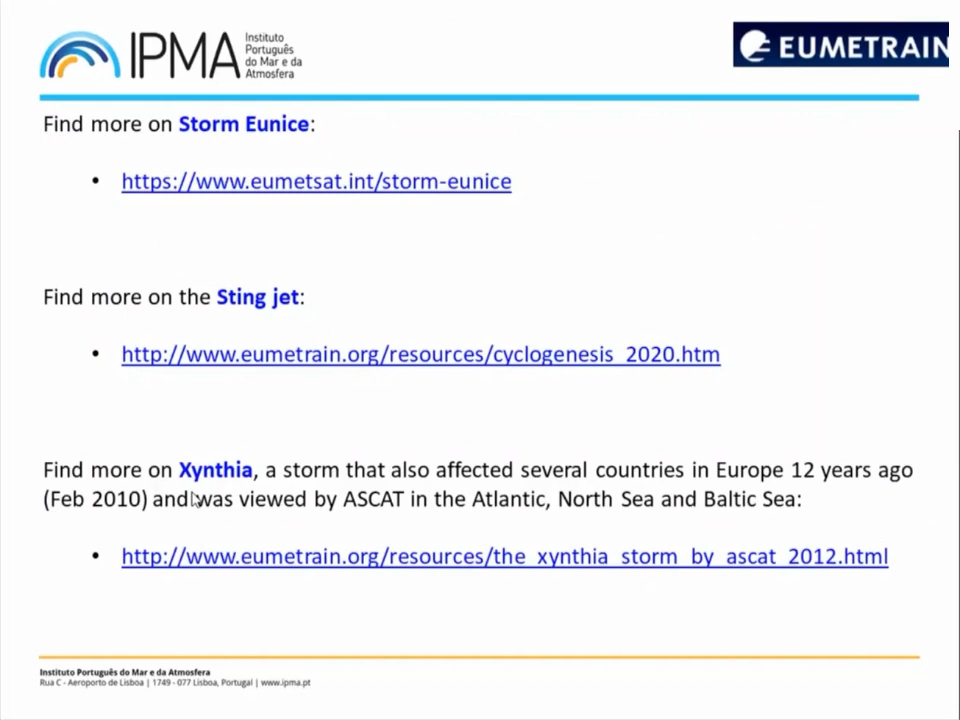 IPMA
Instituto
Português
do Mar e da
Atmosfera
EUMETRAIN
Find more on Storm Eunice:
• https://www.eumetsat.int/storm-eunice
Find more on the Sting jet:
• http://www.eumetrain.org/resources/cyclogenesis_2020.htm
Find more on Xynthia, a storm that also affected several countries in Europe 12 years ago
(Feb 2010) and was viewed by ASCAT in the Atlantic, North Sea and Baltic Sea:
• http://www.eumetrain.org/resources/the_xynthia_storm_by_ascat_2012.html
Instituto Português do Mar e da Atmosfera
Rua C - Aeroporto de Lisboa | 1749 - 077 Lisboa, Portugal | www.ipma.pt